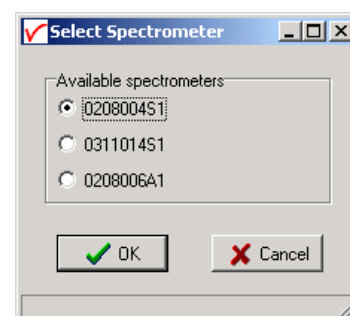 Select Spectrometer
Available spectrometers
0208004S1
0311014S1
0208006A1
OK
Cancel